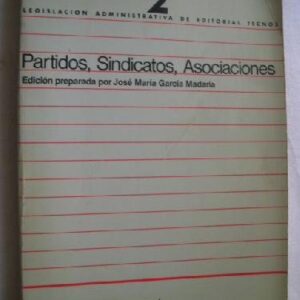 2
LEGISLACION ADMINISTRATIVA DE EDITORIAL TECNOS
Partidos, Sindicatos, Asociaciones
Edición preparada por José María García Madaria